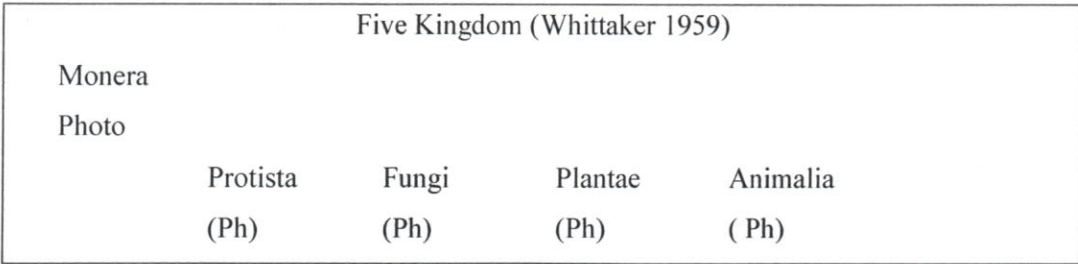 Five Kingdom (Whittaker 1959)
Monera
Photo
Protista Fungi Plantae Animalia
(Ph) (Ph) (Ph) ( Ph)